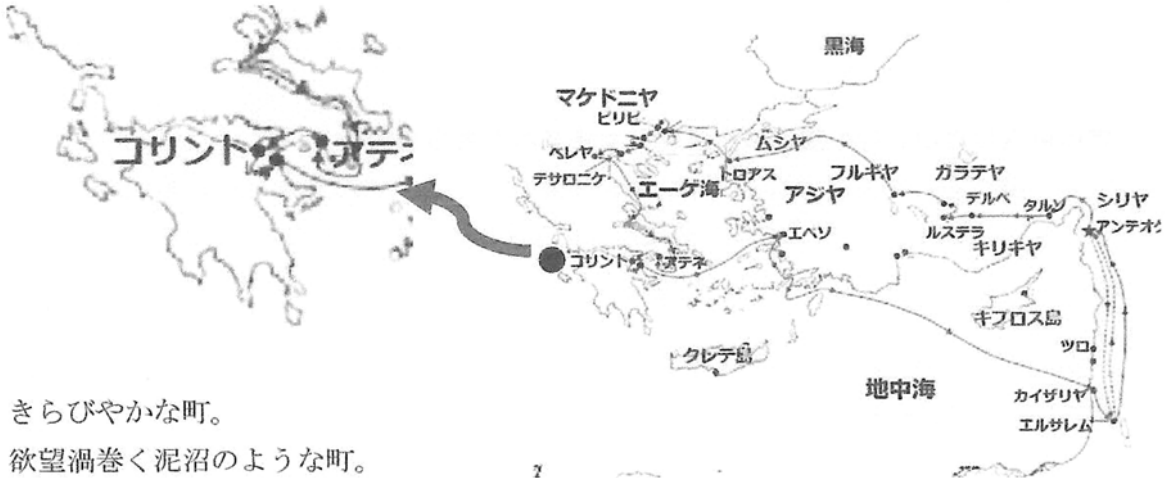 黒海
マケドニヤ
ピリピ
コリント
アテネ
ベレヤ
ムシヤ
テサロニケ
エーゲ海
トロアス
フルギヤ
ガラテヤ
アジヤ
デルベ
タルソ
シリヤ
エペソ
ルステラ
アンテオケ
キリキヤ
コリント
アテネ
キプロス島
クレテ島
ツロ
地中海
カイザリヤ
エルサレム
きらびやかな町。
欲望渦巻く泥沼のような町。